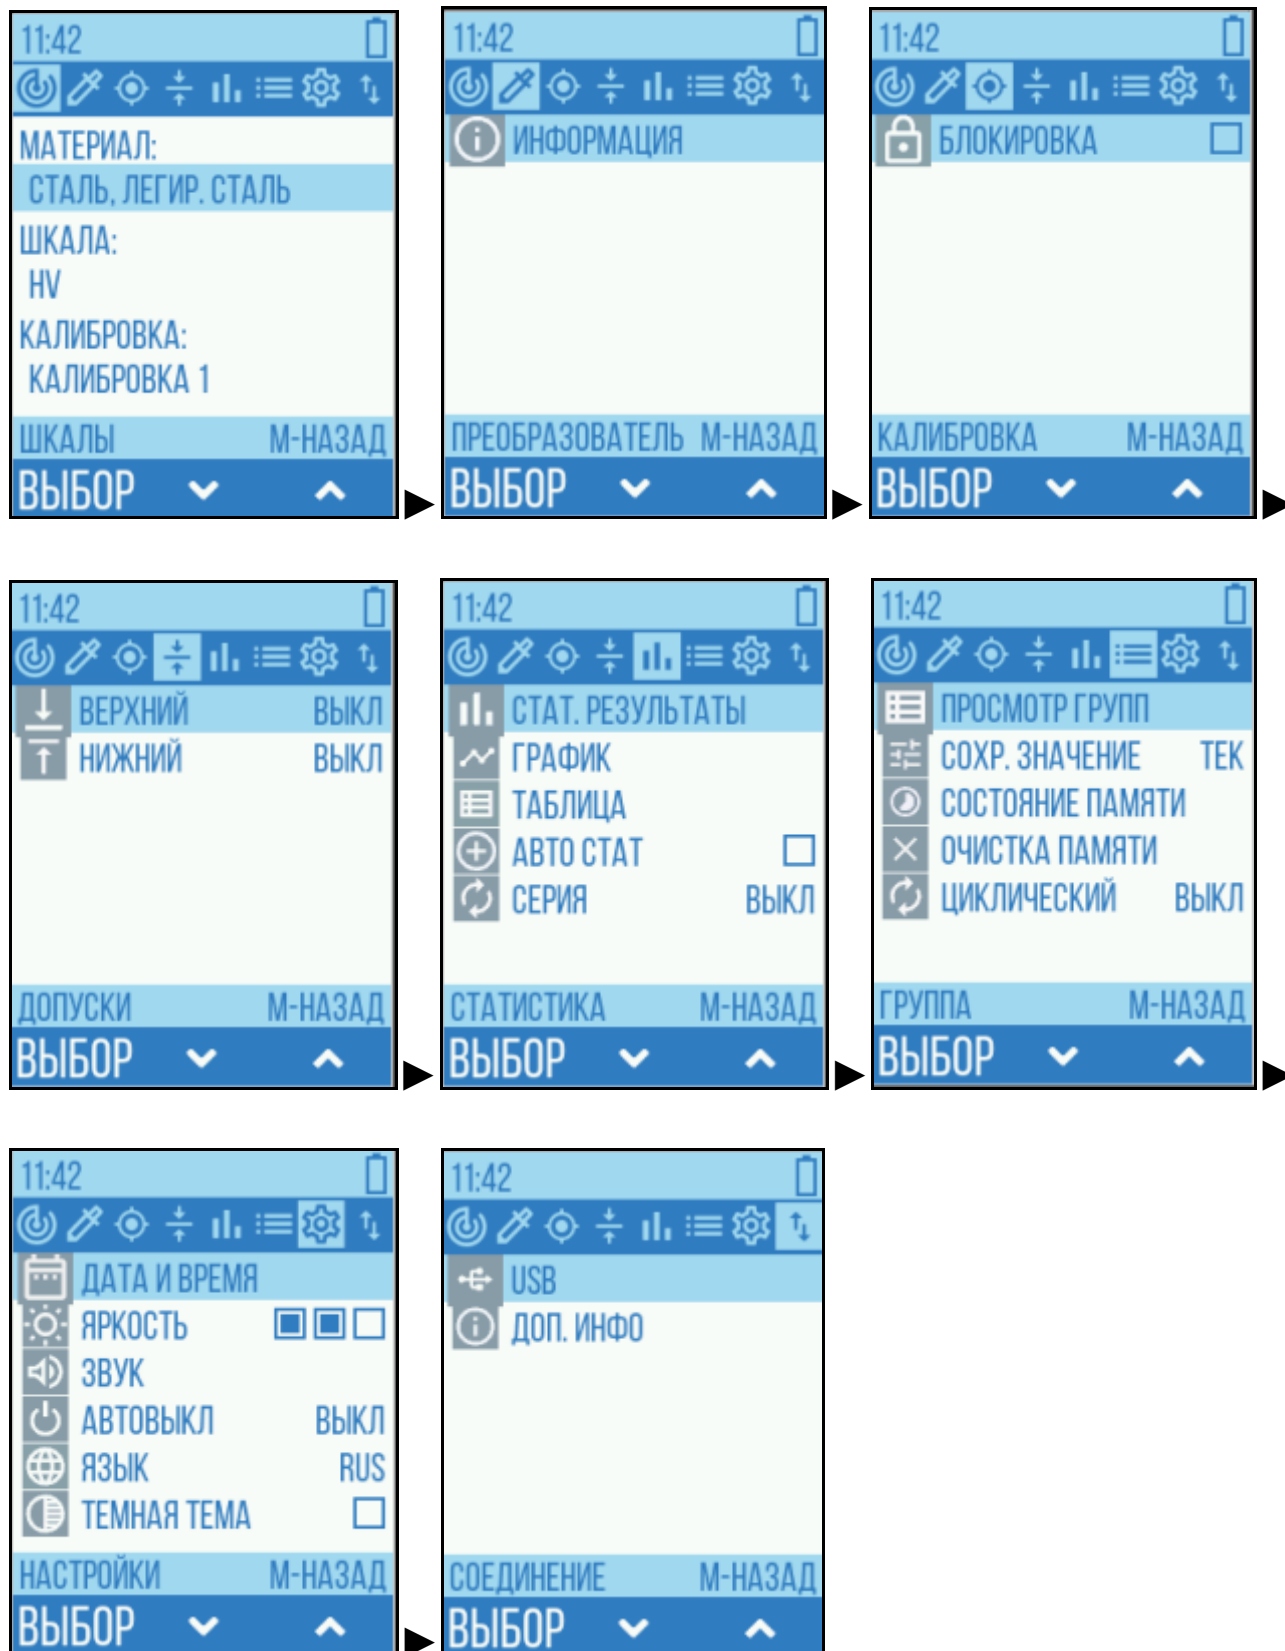 11:42
МАТЕРИАЛ:
СТАЛЬ, ЛЕГИР. СТАЛЬ
ШКАЛА:
HV
КАЛИБРОВКА:
КАЛИБРОВКА 1
ШКАЛЫ М-НАЗАД
ВЫБОР
11:42
ИНФОРМАЦИЯ
ПРЕОБРАЗОВАТЕЛЬ М-НАЗАД
ВЫБОР
11:42
БЛОКИРОВКА
КАЛИБРОВКА М-НАЗАД
ВЫБОР
11:42
ВЕРХНИЙ ВЫКЛ
НИЖНИЙ ВЫКЛ
ДОПУСКИ М-НАЗАД
ВЫБОР
11:42
СТАТ. РЕЗУЛЬТАТЫ
ГРАФИК
ТАБЛИЦА
АВТО СТАТ
СЕРИЯ ВЫКЛ
СТАТИСТИКА М-НАЗАД
ВЫБОР
11:42
ПРОСМОТР ГРУПП
СОХР. ЗНАЧЕНИЕ ТЕК
СОСТОЯНИЕ ПАМЯТИ
ОЧИСТКА ПАМЯТИ
ЦИКЛИЧЕСКИЙ ВЫКЛ
ГРУППА М-НАЗАД
ВЫБОР
11:42
ДАТА И ВРЕМЯ
ЯРКОСТЬ
ЗВУК
АВТОВЫКЛ ВЫКЛ
ЯЗЫК RUS
ТЕМНАЯ ТЕМА
НАСТРОЙКИ М-НАЗАД
ВЫБОР
11:42
USB
ДОП. ИНФО
СОЕДИНЕНИЕ М-НАЗАД
ВЫБОР